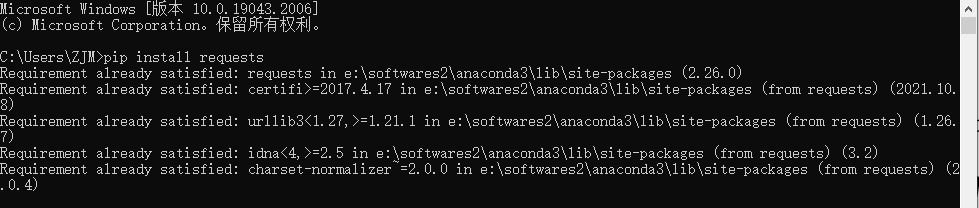 Microsoft Windows [版本 10.0.19043.2006]
(c) Microsoft Corporation。保留所有权利。
C:\Users\ZJM>pip install requests
Requirement already satisfied: requests in e:\softwares2\anaconda3\lib\site-packages (2.26.0)
Requirement already satisfied: certifi>=2017.4.17 in e:\softwares2\anaconda3\lib\site-packages (from requests) (2021.10.
8)
Requirement already satisfied: urllib3<1.27,>=1.21.1 in e:\softwares2\anaconda3\lib\site-packages (from requests) (1.26.
7)
Requirement already satisfied: idna<4,>=2.5 in e:\softwares2\anaconda3\lib\site-packages (from requests) (3.2)
Requirement already satisfied: charset-normalizer~=2.0.0 in e:\softwares2\anaconda3\lib\site-packages (from requests) (2
.0.4)